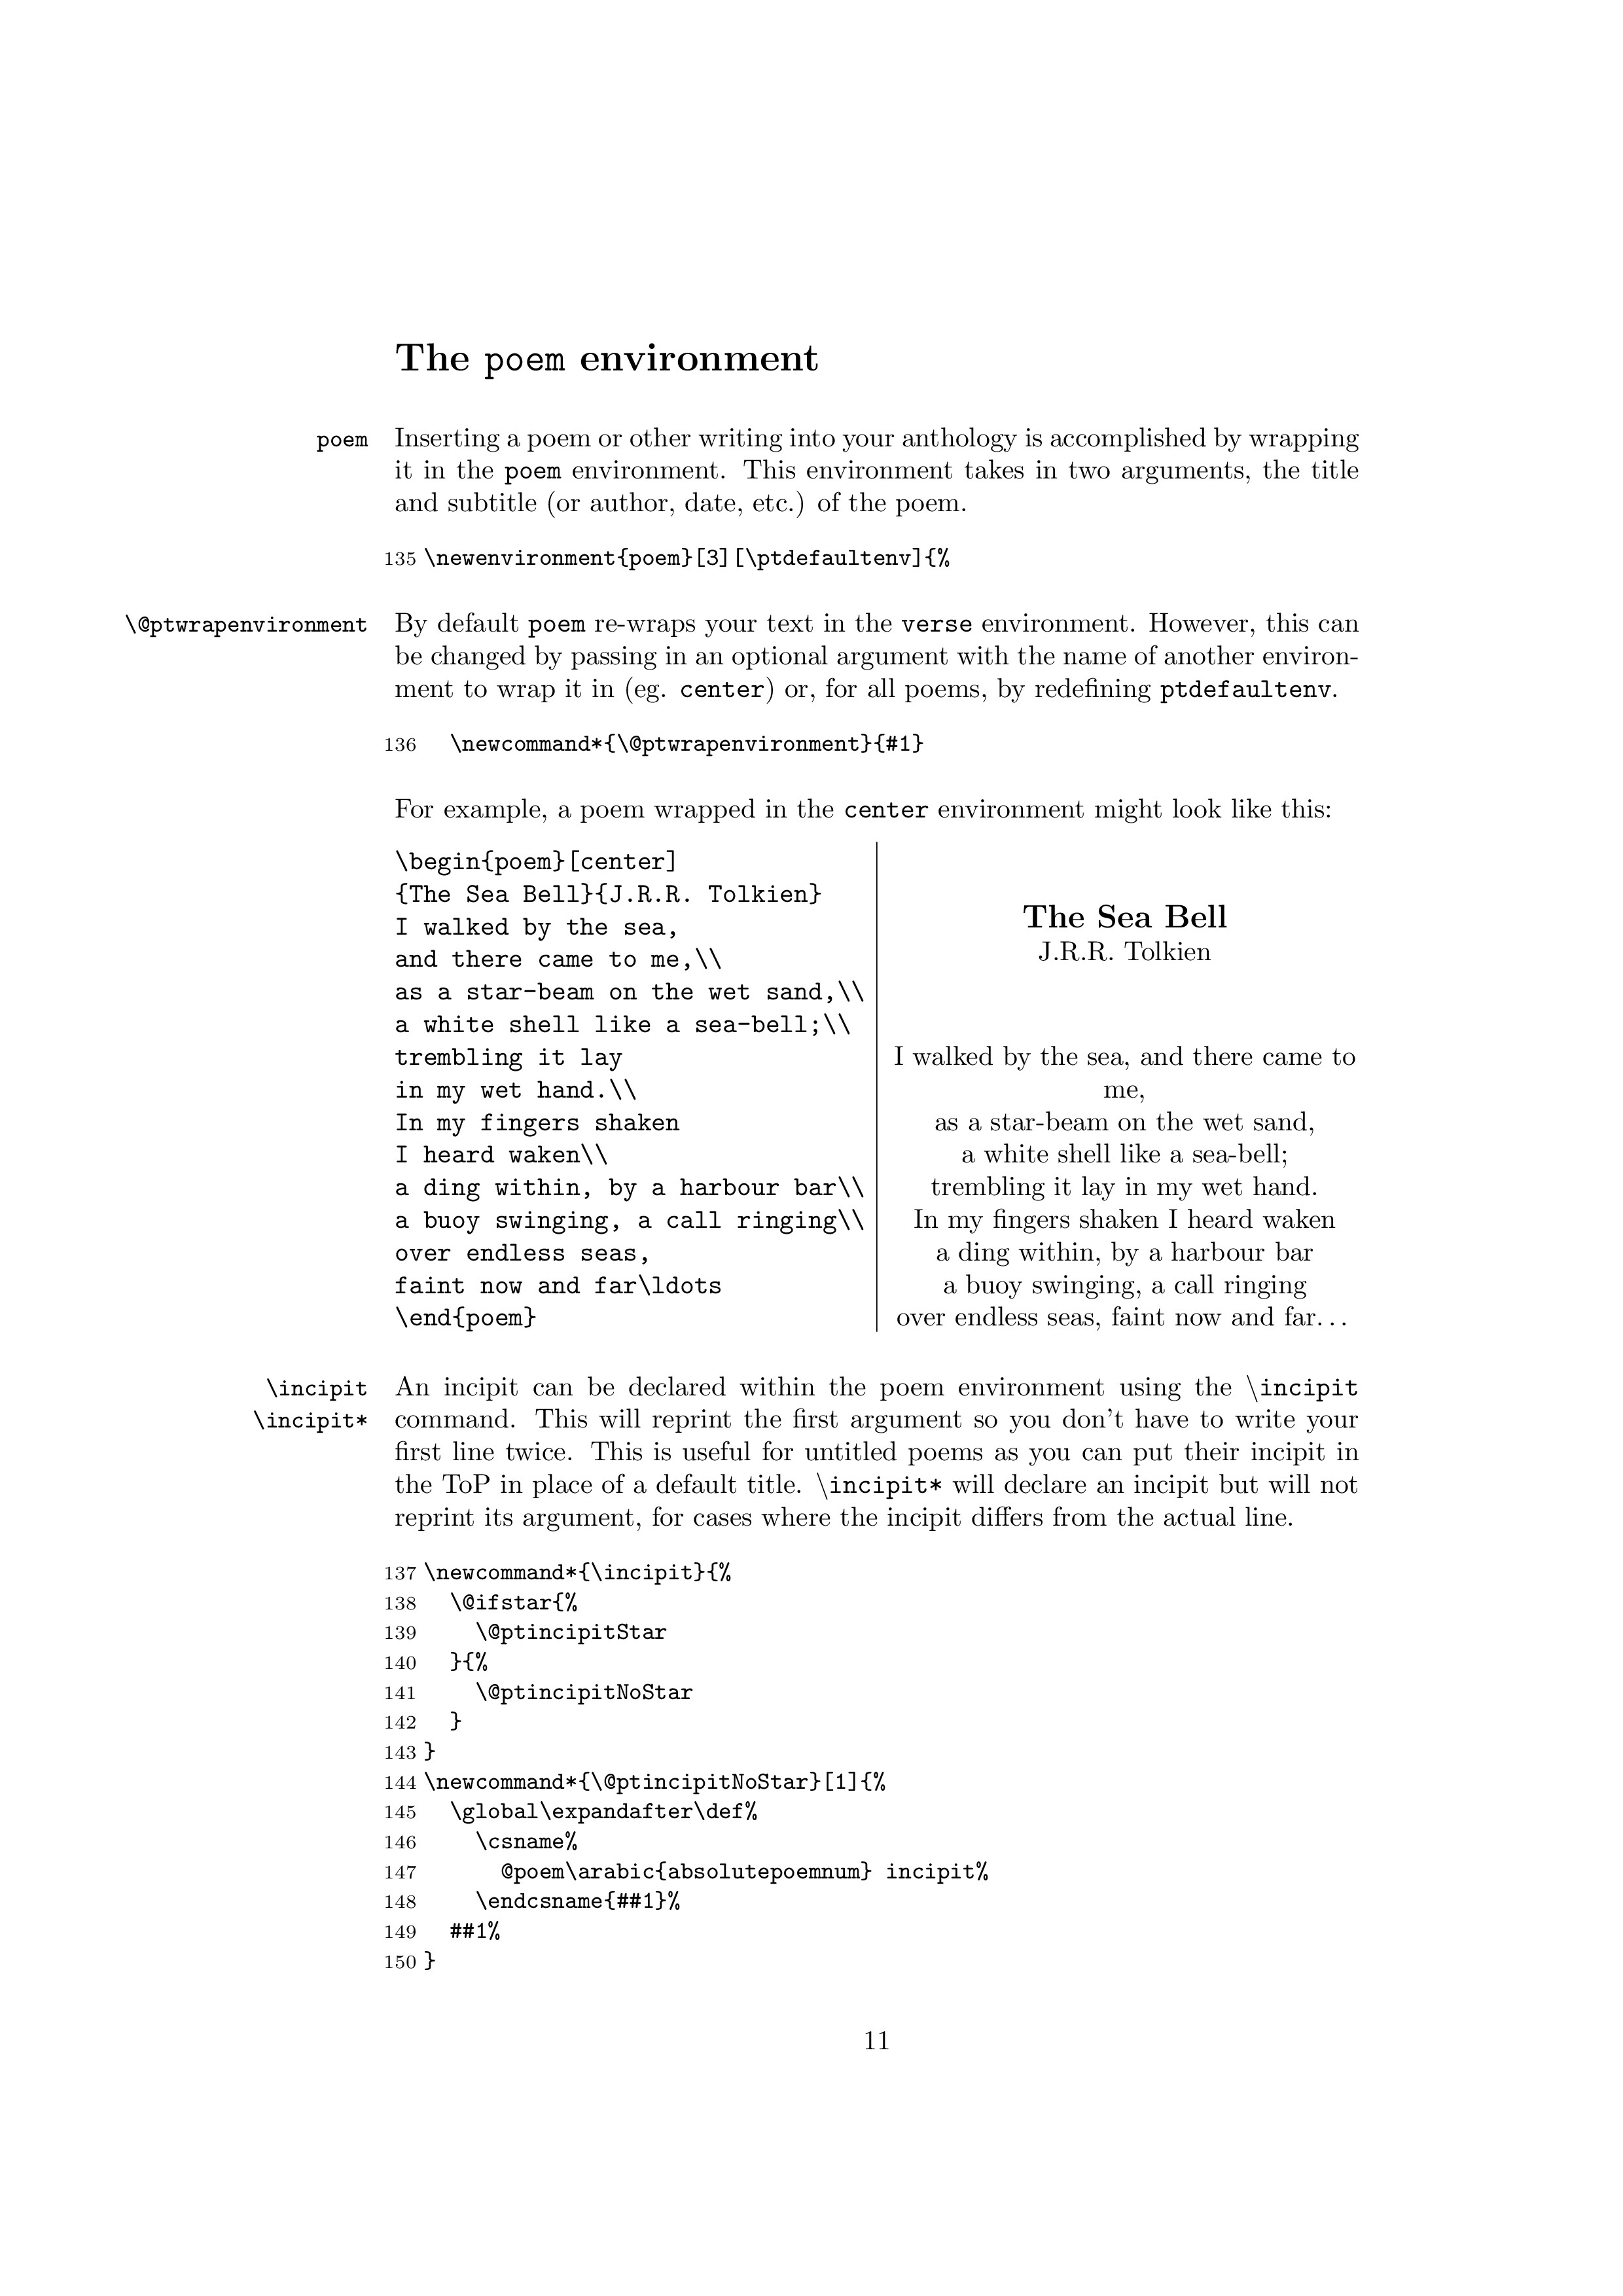 The poem environment
poem Inserting a poem or other writing into your anthology is accomplished by wrapping
it in the poem environment. This environment takes in two arguments, the title
and subtitle (or author, date, etc.) of the poem.
135 \newenvironment{poem}[3][\ptdefaultenv]{%
\@ptwrapenvironment By default poem re-wraps your text in the verse environment. However, this can
be changed by passing in an optional argument with the name of another environ-
ment to wrap it in (eg. center) or, for all poems, by redefining ptdefaultenv.
136 \newcommand*{\@ptwrapenvironment}{#1}
For example, a poem wrapped in the center environment might look like this:
\begin{poem}[center]
{The Sea Bell}{J.R.R. Tolkien}
I walked by the sea,
and there came to me,\\
as a star-beam on the wet sand,\\
a white shell like a sea-bell;\\
trembling it lay
in my wet hand.\\
In my fingers shaken
I heard waken\\
a ding within, by a harbour bar\\
a buoy swinging, a call ringing\\
over endless seas,
faint now and far\ldots
\end{poem}
The Sea Bell
J.R.R. Tolkien
I walked by the sea, and there came to
me,
as a star-beam on the wet sand,
a white shell like a sea-bell;
trembling it lay in my wet hand.
In my fingers shaken I heard waken
a ding within, by a harbour bar
a buoy swinging, a call ringing
over endless seas, faint now and far...
\incipit An incipit can be declared within the poem environment using the \incipit
\incipit* command. This will reprint the first argument so you don't have to write your
first line twice. This is useful for untitled poems as you can put their incipit in
the ToP in place of a default title. \incipit* will declare an incipit but will not
reprint its argument, for cases where the incipit differs from the actual line.
137 \newcommand*{\incipit}{%
138 \@ifstar{%
139 \@ptincipitStar
140 }{%
141 \@ptincipitNoStar
142 }
143 }
144 \newcommand*{\@ptincipitNoStar}[1]{%
145 \global\expandafter\def%
146 \csname%
147 @poem\arabic{absolutepoemnum} incipit%
148 \endcsname{##1}%
149 ##1%
150 }
11